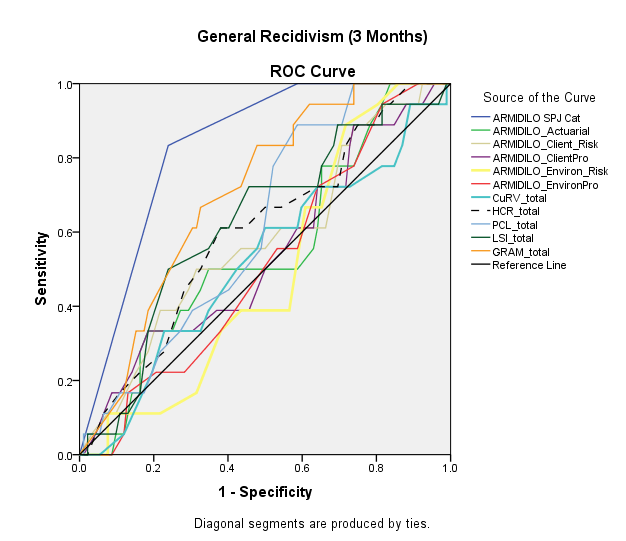 General Recidivism (3 Months)
ROC Curve
Source of the Curve
ARMIDILO SPJ Cat
ARMIDILO_Actuarial
ARMIDILO_Client_Risk
ARMIDILO_ClientPro
ARMIDILO_Environ_Risk
ARMIDILO_EnvironPro
CuRV_total
HCR_total
PCL_total
LSI_total
GRAM_total
Reference Line
Sensitivity
1.0
0.8
0.6
0.4
0.2
0.0
0.0 0.2 0.4 0.6 0.8 1.0
1 - Specificity
Diagonal segments are produced by ties.